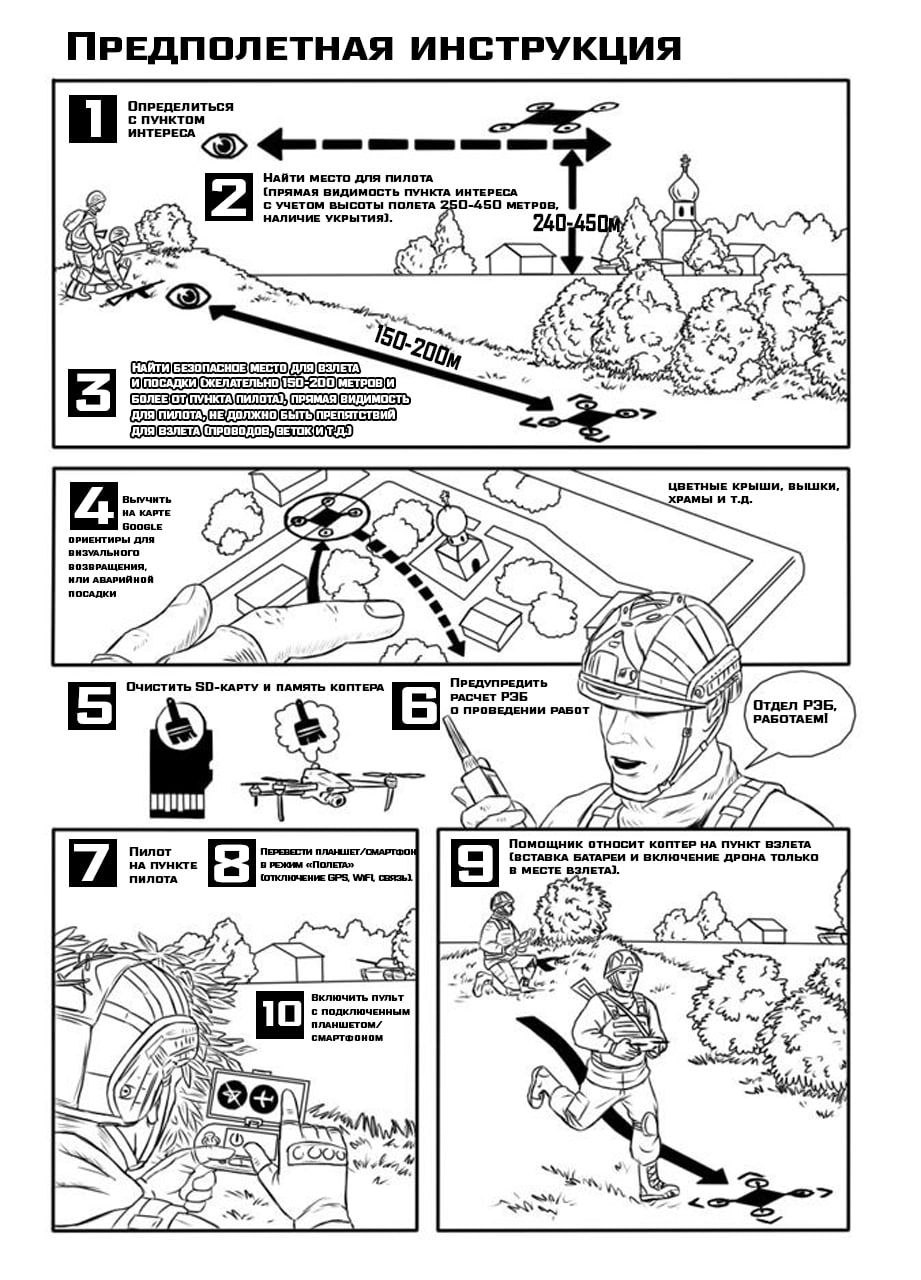 Предполетная инструкция
1 Определиться
с пунктом
интереса
2 Найти место для пилота
(прямая видимость пункта интереса
с учетом высоты полета 250-450 метров,
наличие укрытия).
240-450м
150-200м
3 Найти безопасное место для взлета
и посадки (желательно 150-200 метров и
более от пункта пилота), прямая видимость
для пилота, не должно быть препятствий
для взлета (проводов, веток и т.д.)
4 Выучить
на карте
Google
ориентиры для
визуального
возвращения,
или аварийной
посадки
цветные крыши, вышки,
храмы и т.д.
5 Очистить SD-карту и память коптера
6 Предупредить
расчет РЭБ
о проведении работ
Отдел РЭБ,
работаем!
7 Пилот
на пункте
пилота
8 Перевести планшет/смартфон
в режим «Полета»
(отключение GPS, WiFi, связь).
9 Помощник относит коптер на пункт взлета
(вставка батареи и включение дрона только
в месте взлета).
10 Включить пульт
с подключенным
планшетом/
смартфоном